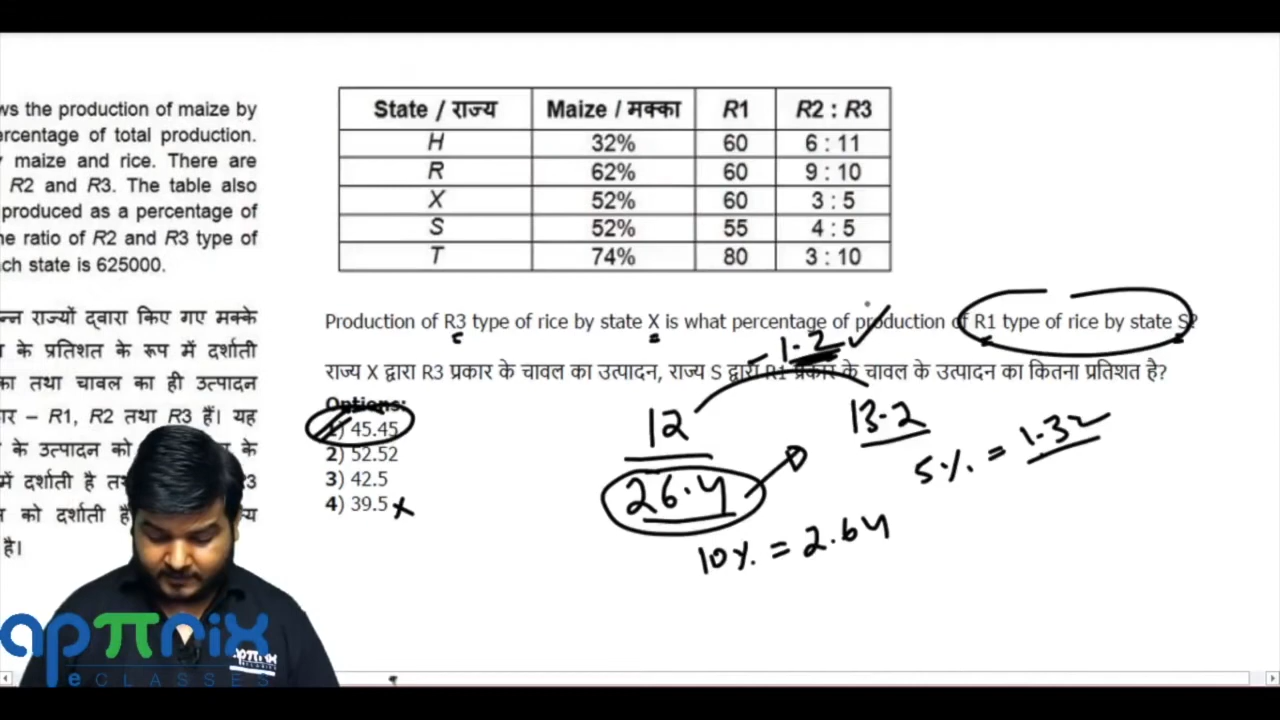 ws the production of maize by
ercentage of total production.
maize and rice. There are
R2 and R3. The table also
produced as a percentage of
he ratio of R2 and R3 type of
ach state is 625000.
न्न राज्यों द्वारा किए गए मक्के
के प्रतिशत के रूप में दर्शाती
का तथा चावल का ही उत्पादन
कार – R1, R2 तथा R3 हैं। यह
के उत्पादन को
में दर्शाती है
न को दर्शाती है
है।
State / राज्य Maize / मक्का R1 R2 : R3
H 32% 60 6 : 11
R 62% 60 9 : 10
X 52% 60 3 : 5
S 52% 55 4 : 5
T 74% 80 3 : 10
Production of R3 type of rice by state X is what percentage of production of R1 type of rice by state S?
राज्य X द्वारा R3 प्रकार के चावल का उत्पादन, राज्य S द्वारा R1 प्रकार के चावल के उत्पादन का कितना प्रतिशत है?
Options:
1) 45.45
2) 52.52
3) 42.5
4) 39.5
- 1.2
12
26.4
13.2
5% = 1.32
10% = 2.64
apππrix
eCLASSES
apππrix